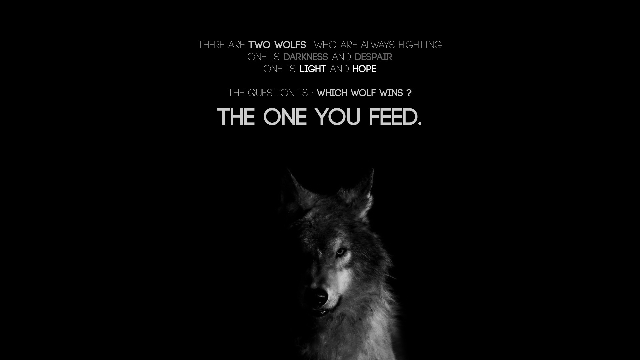 THERE ARE TWO WOLFS WHO ARE ALWAYS FIGHTING
ONE IS DARKNESS AND DESPAIR
ONE IS LIGHT AND HOPE
THE QUESTION IS : WHICH WOLF WINS ?
THE ONE YOU FEED.